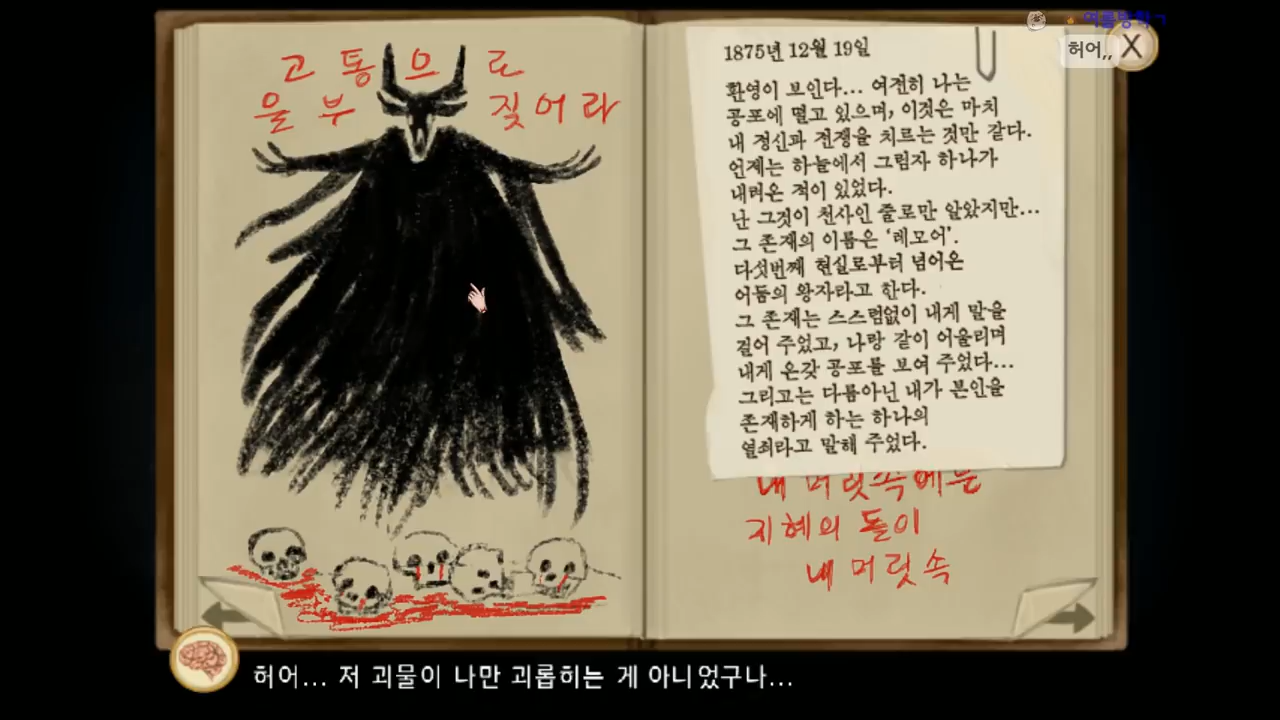 고통으로
울부짖어라
1875년 12월 19일
환영이 보인다... 여전히 나는
공포에 떨고 있으며, 이것은 마치
내 정신과 전쟁을 치르는 것만 같다.
언제는 하늘에서 그림자 하나가
내려온 적이 있었다.
난 그것이 천사인 줄로만 알았지만...
그 존재의 이름은 '레모어'.
다섯번째 현실로부터 넘어온
어둠의 왕자라고 한다.
그 존재는 스스럼없이 내게 말을
걸어 주었고, 나랑 같이 어울리며
내게 온갖 공포를 보여 주었다...
그리고는 다름아닌 내가 본인을
존재하게 하는 하나의
열쇠라고 말해 주었다.
내 머릿속에는
지혜의 돌이
내 머릿속
여름방학ㄱ
허어,,
X
허어... 저 괴물이 나만 괴롭히는 게 아니었구나...